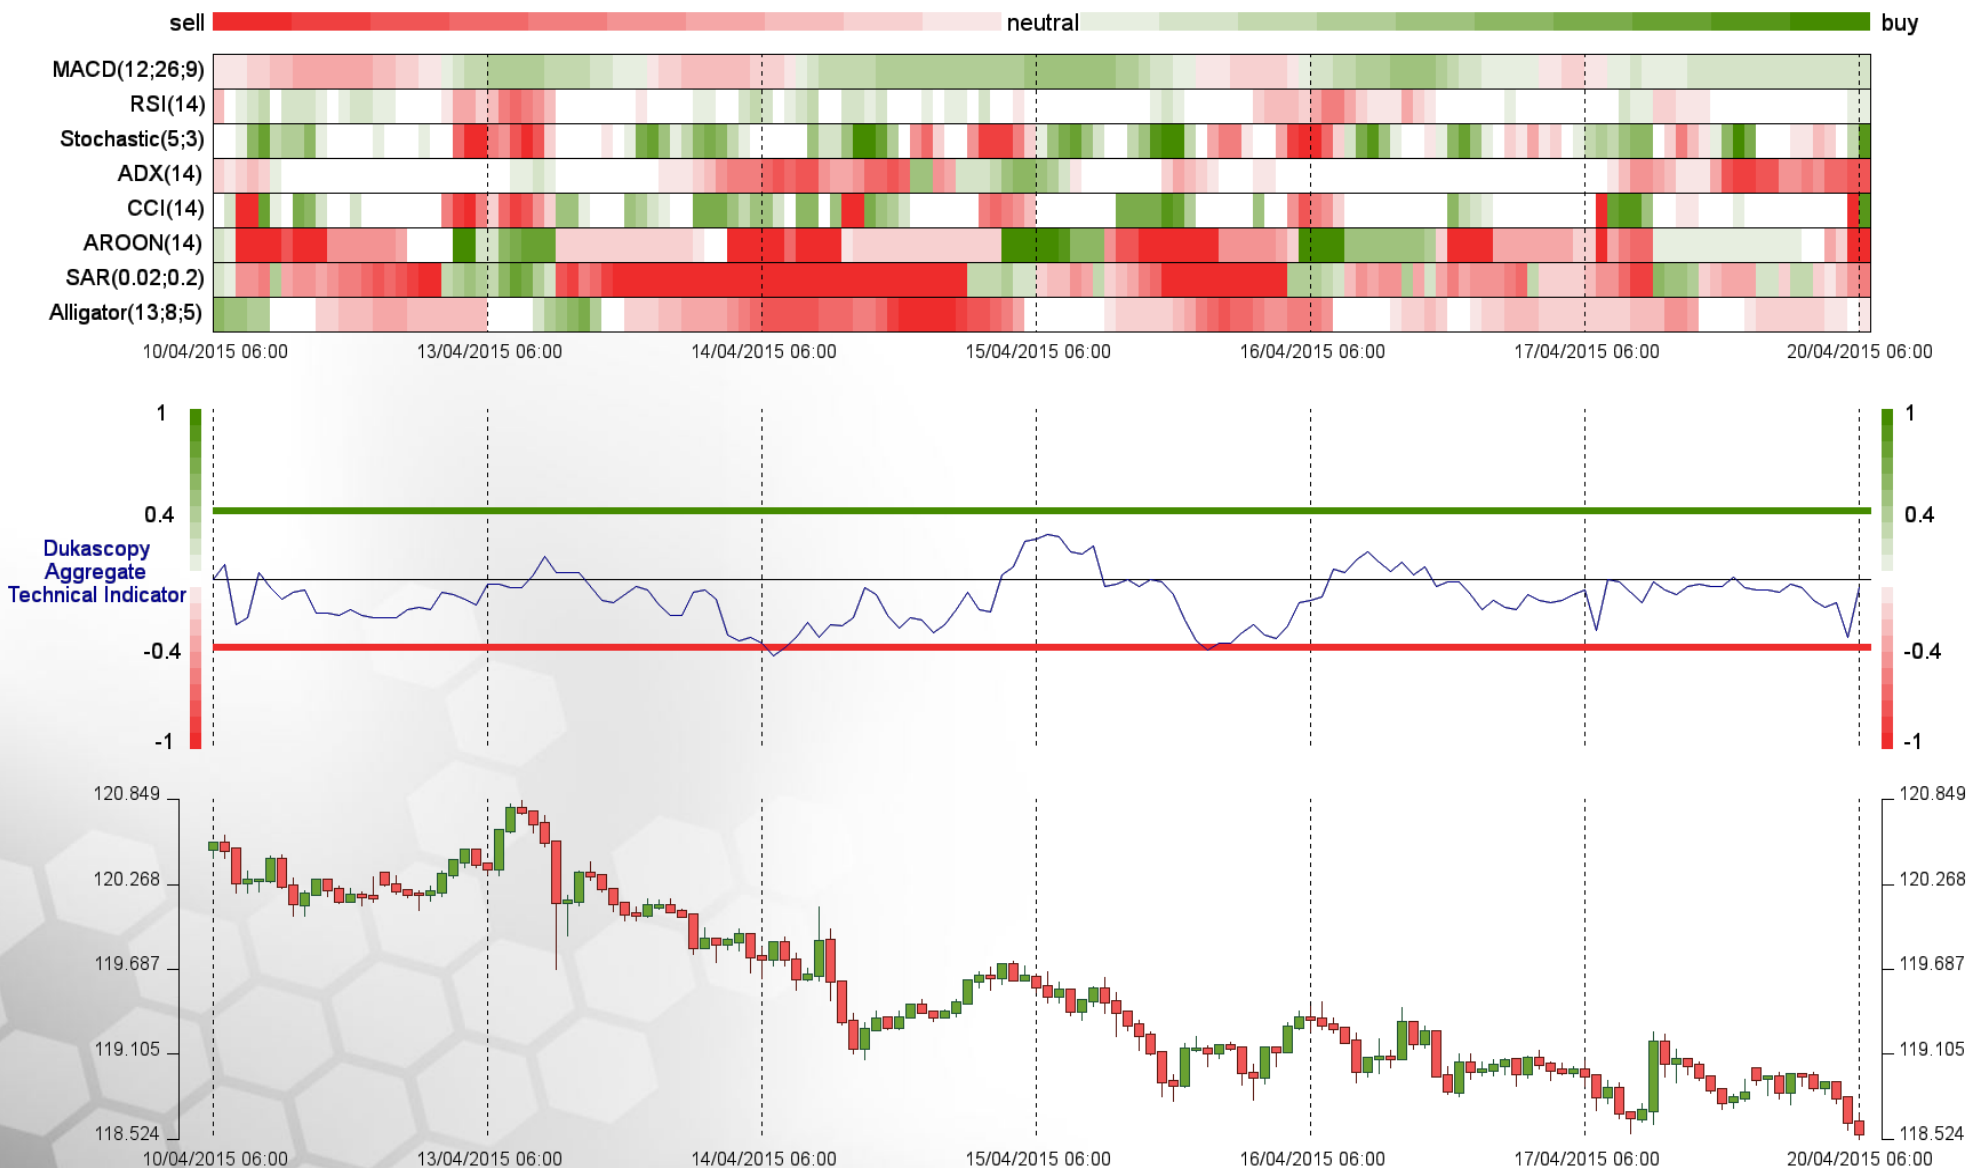 sell neutral buy
MACD(12;26;9)
RSI(14)
Stochastic(5;3)
ADX(14)
CCI(14)
AROON(14)
SAR(0.02;0.2)
Alligator(13;8;5)
10/04/2015 06:00 13/04/2015 06:00 14/04/2015 06:00 15/04/2015 06:00 16/04/2015 06:00 17/04/2015 06:00 20/04/2015 06:00
1 1
0.4 0.4
Dukascopy
Aggregate
Technical Indicator
-0.4 -0.4
-1 -1
120.849 120.849
120.268 120.268
119.687 119.687
119.105 119.105
118.524 118.524
10/04/2015 06:00 13/04/2015 06:00 14/04/2015 06:00 15/04/2015 06:00 16/04/2015 06:00 17/04/2015 06:00 20/04/2015 06:00